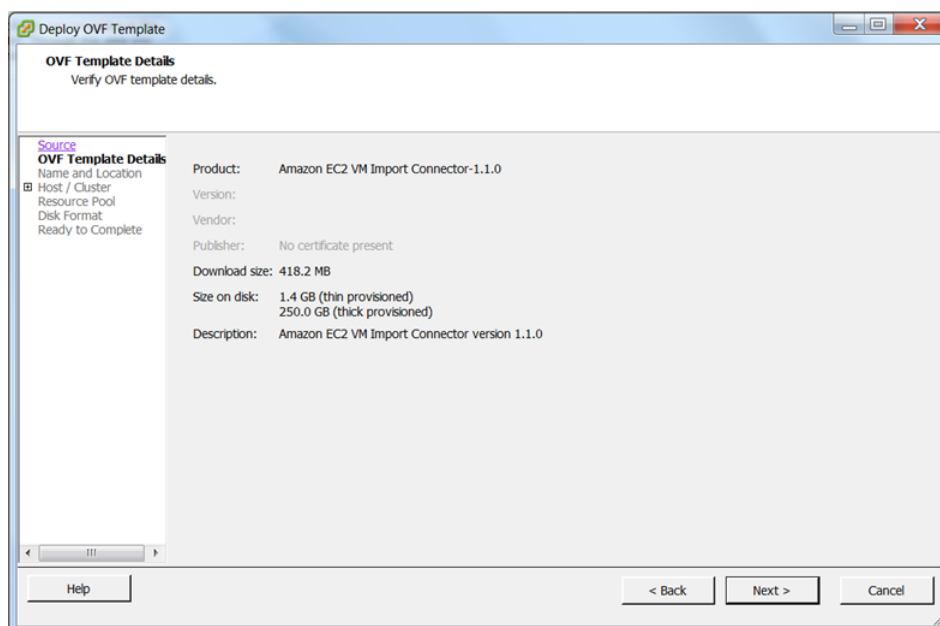 Deploy OVF Template
OVF Template Details
Verify OVF template details.
Source
OVF Template Details
Name and Location
Host / Cluster
Resource Pool
Disk Format
Ready to Complete
Product: Amazon EC2 VM Import Connector-1.1.0
Version:
Vendor:
Publisher: No certificate present
Download size: 418.2 MB
Size on disk: 1.4 GB (thin provisioned)
250.0 GB (thick provisioned)
Description: Amazon EC2 VM Import Connector version 1.1.0
Help
< Back
Next >
Cancel